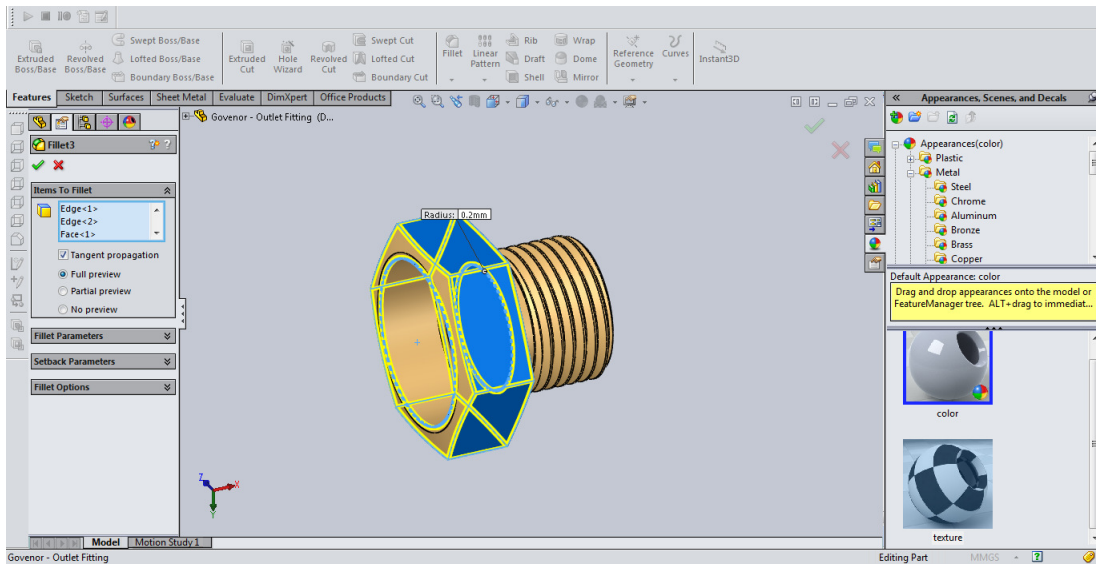 Extruded Boss/Base
Revolved Boss/Base
Swept Boss/Base
Lofted Boss/Base
Boundary Boss/Base
Extruded Cut
Hole Wizard
Revolved Cut
Swept Cut
Lofted Cut
Boundary Cut
Fillet
Linear Pattern
Rib
Draft
Shell
Wrap
Dome
Mirror
Reference Geometry
Curves
Instant3D
Features
Sketch
Surfaces
Sheet Metal
Evaluate
DimXpert
Office Products
Govenor - Outlet Fitting (D...
Fillet3
Items To Fillet
Edge<1>
Edge<2>
Face<1>
Tangent propagation
Full preview
Partial preview
No preview
Fillet Parameters
Setback Parameters
Fillet Options
Radius: 0.2mm
Z
X
Y
Appearances, Scenes, and Decals
Appearances(color)
Plastic
Metal
Steel
Chrome
Aluminum
Bronze
Brass
Copper
Default Appearance: color
Drag and drop appearances onto the model or
FeatureManager tree. ALT+drag to immediat...
color
texture
Model
Motion Study 1
Govenor - Outlet Fitting
Editing Part
MMGS